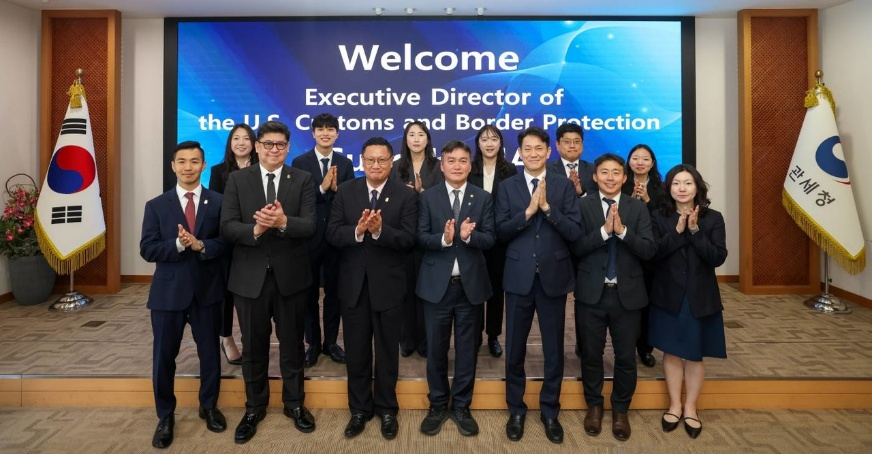 Welcome
Executive Director of
the U.S. Customs and Border Protection
관세청